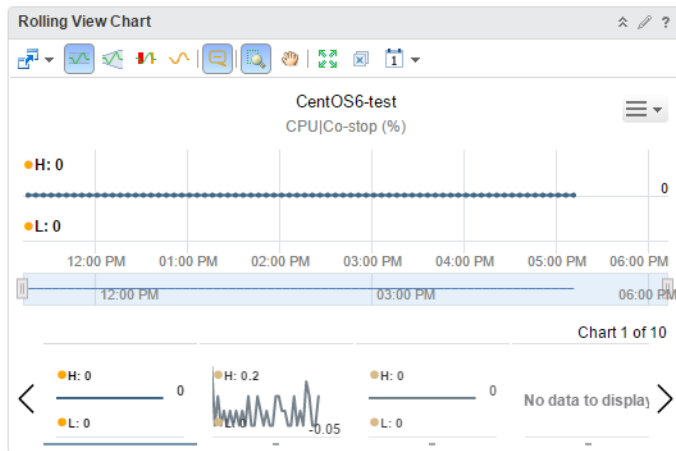 Rolling View Chart
?
1
CentOS6-test
CPU|Co-stop (%)
H: 0
0
L: 0
12:00 PM 01:00 PM 02:00 PM 03:00 PM 04:00 PM 05:00 PM 06:00 PM
12:00 PM 03:00 PM 06:00 PM
Chart 1 of 10
H: 0 H: 0.2 H: 0
0 0
No data to display
L: 0 L: 0 -0.05 L: 0